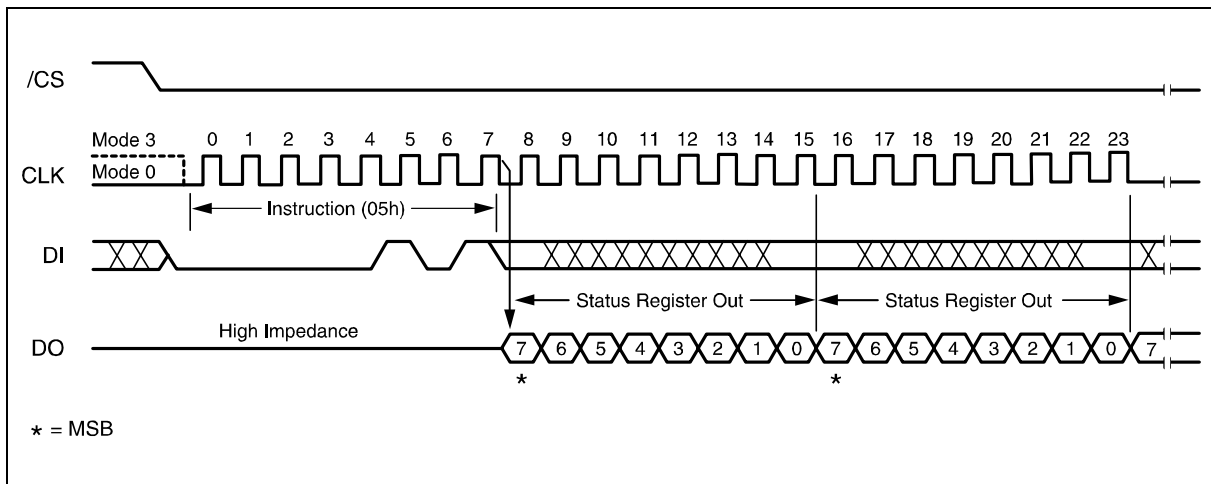 /CS
Mode 3
0 1 2 3 4 5 6 7 8 9 10 11 12 13 14 15 16 17 18 19 20 21 22 23
CLK
Mode 0
Instruction (05h)
DI
Status Register Out
Status Register Out
High Impedance
DO
7 6 5 4 3 2 1 0 7 6 5 4 3 2 1 0 7
* *
* = MSB